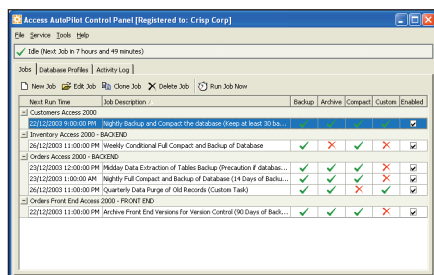 Access AutoPilot Control Panel [Registered to: Crisp Corp]
File Service Tools Help
Idle (Next Job in 7 hours and 49 minutes)
Jobs Database Profiles Activity Log
New Job Edit Job Clone Job Delete Job Run Job Now
Next Run Time Job Description Backup Archive Compact Custom Enabled
Customers Access 2000
22/12/2003 9:00:00 PM Nightly Backup and Compact the database (Keep at least 30 ba...
Inventory Access 2000 - BACKEND
26/12/2003 11:00:00 PM Weekly Conditional Full Compact and Backup of Database
Orders Access 2000 - BACKEND
23/12/2003 12:00:00 PM Midday Data Extraction of Tables Backup (Precaution if databas...
23/12/2003 1:00:00 AM Nightly Full Compact and Backup of Database (14 Days of Back...
26/12/2003 11:00:00 PM Quarterly Data Purge of Old Records (Custom Task)
Orders Front End Access 2000 - FRONT END
22/12/2003 11:00:00 PM Archive Front End Versions for Version Control (90 Days of Back...